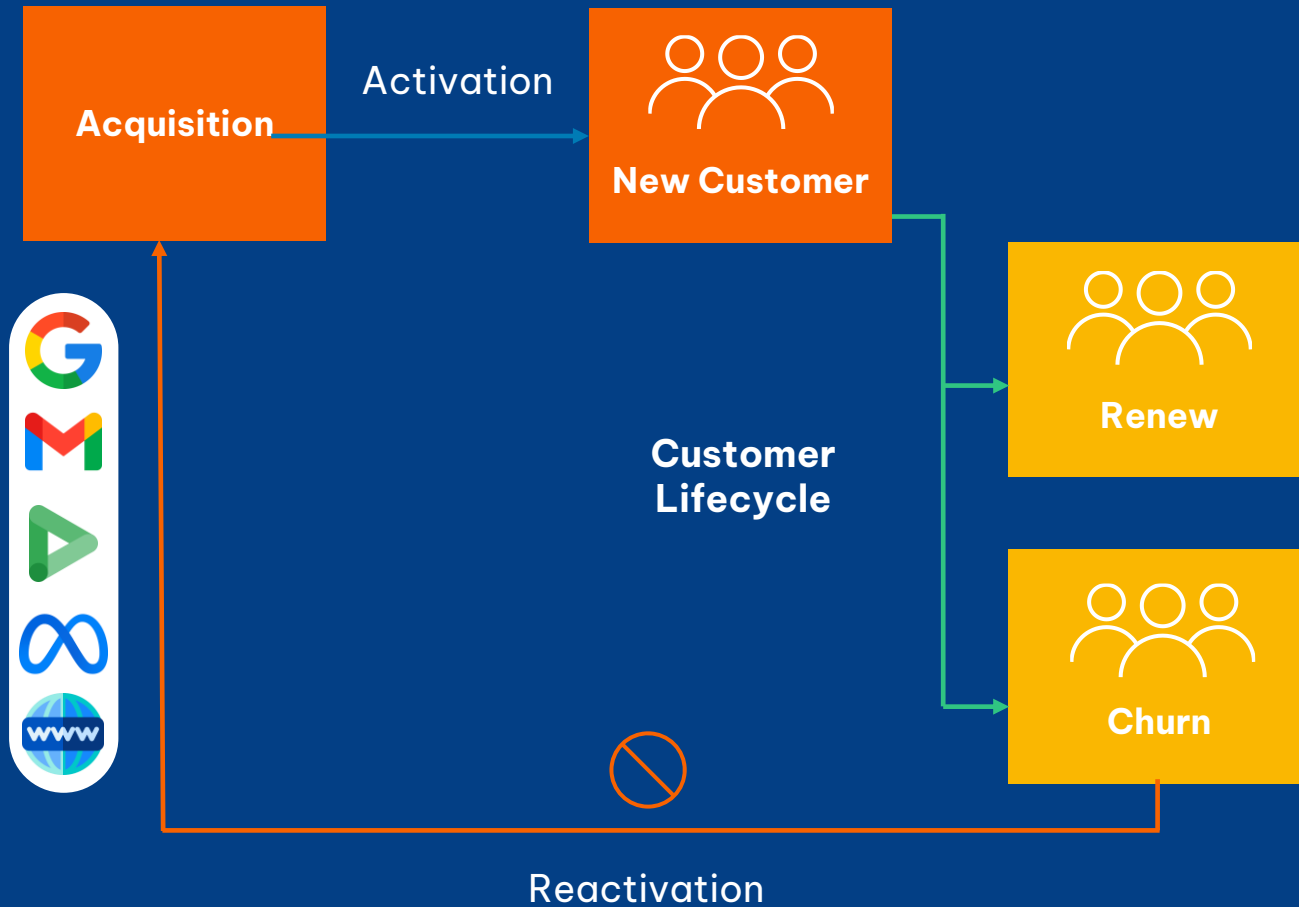 Acquisition
Activation
New Customer
Renew
Customer
Lifecycle
Churn
www
Reactivation